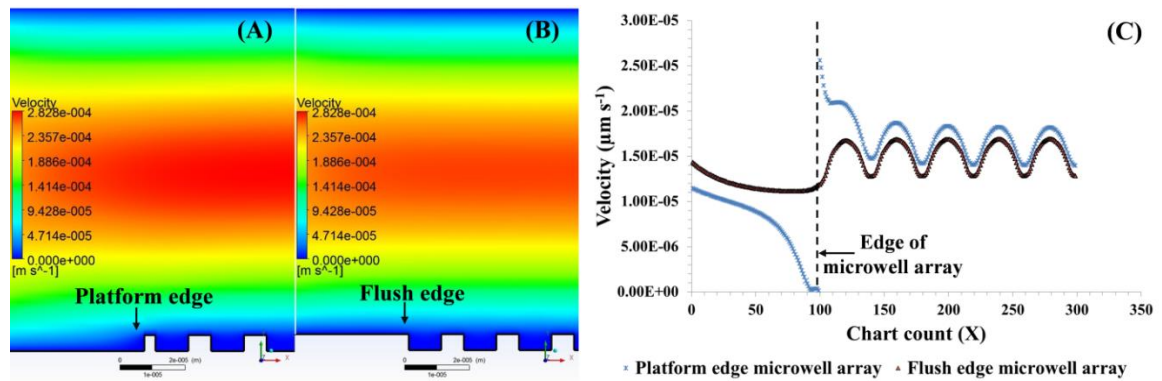 (A)
Velocity
2.828e-004
2.357e-004
1.886e-004
1.414e-004
9.428e-005
4.714e-005
0.000e+000
[m s^-1]
Platform edge
0
2e-005 (m)
1e-005
X
(B)
Velocity
2.828e-004
2.357e-004
1.886e-004
1.414e-004
9.428e-005
4.714e-005
0.000e+000
[m s^-1]
Flush edge
0
2e-005 (m)
1e-005
X
(C)
Velocity (µm s⁻¹)
3.00E-05
2.50E-05
2.00E-05
1.50E-05
1.00E-05
5.00E-06
0.00E+00
Edge of
microwell array
0 50 100 150 200 250 300 350
Chart count (X)
Platform edge microwell array
Flush edge microwell array